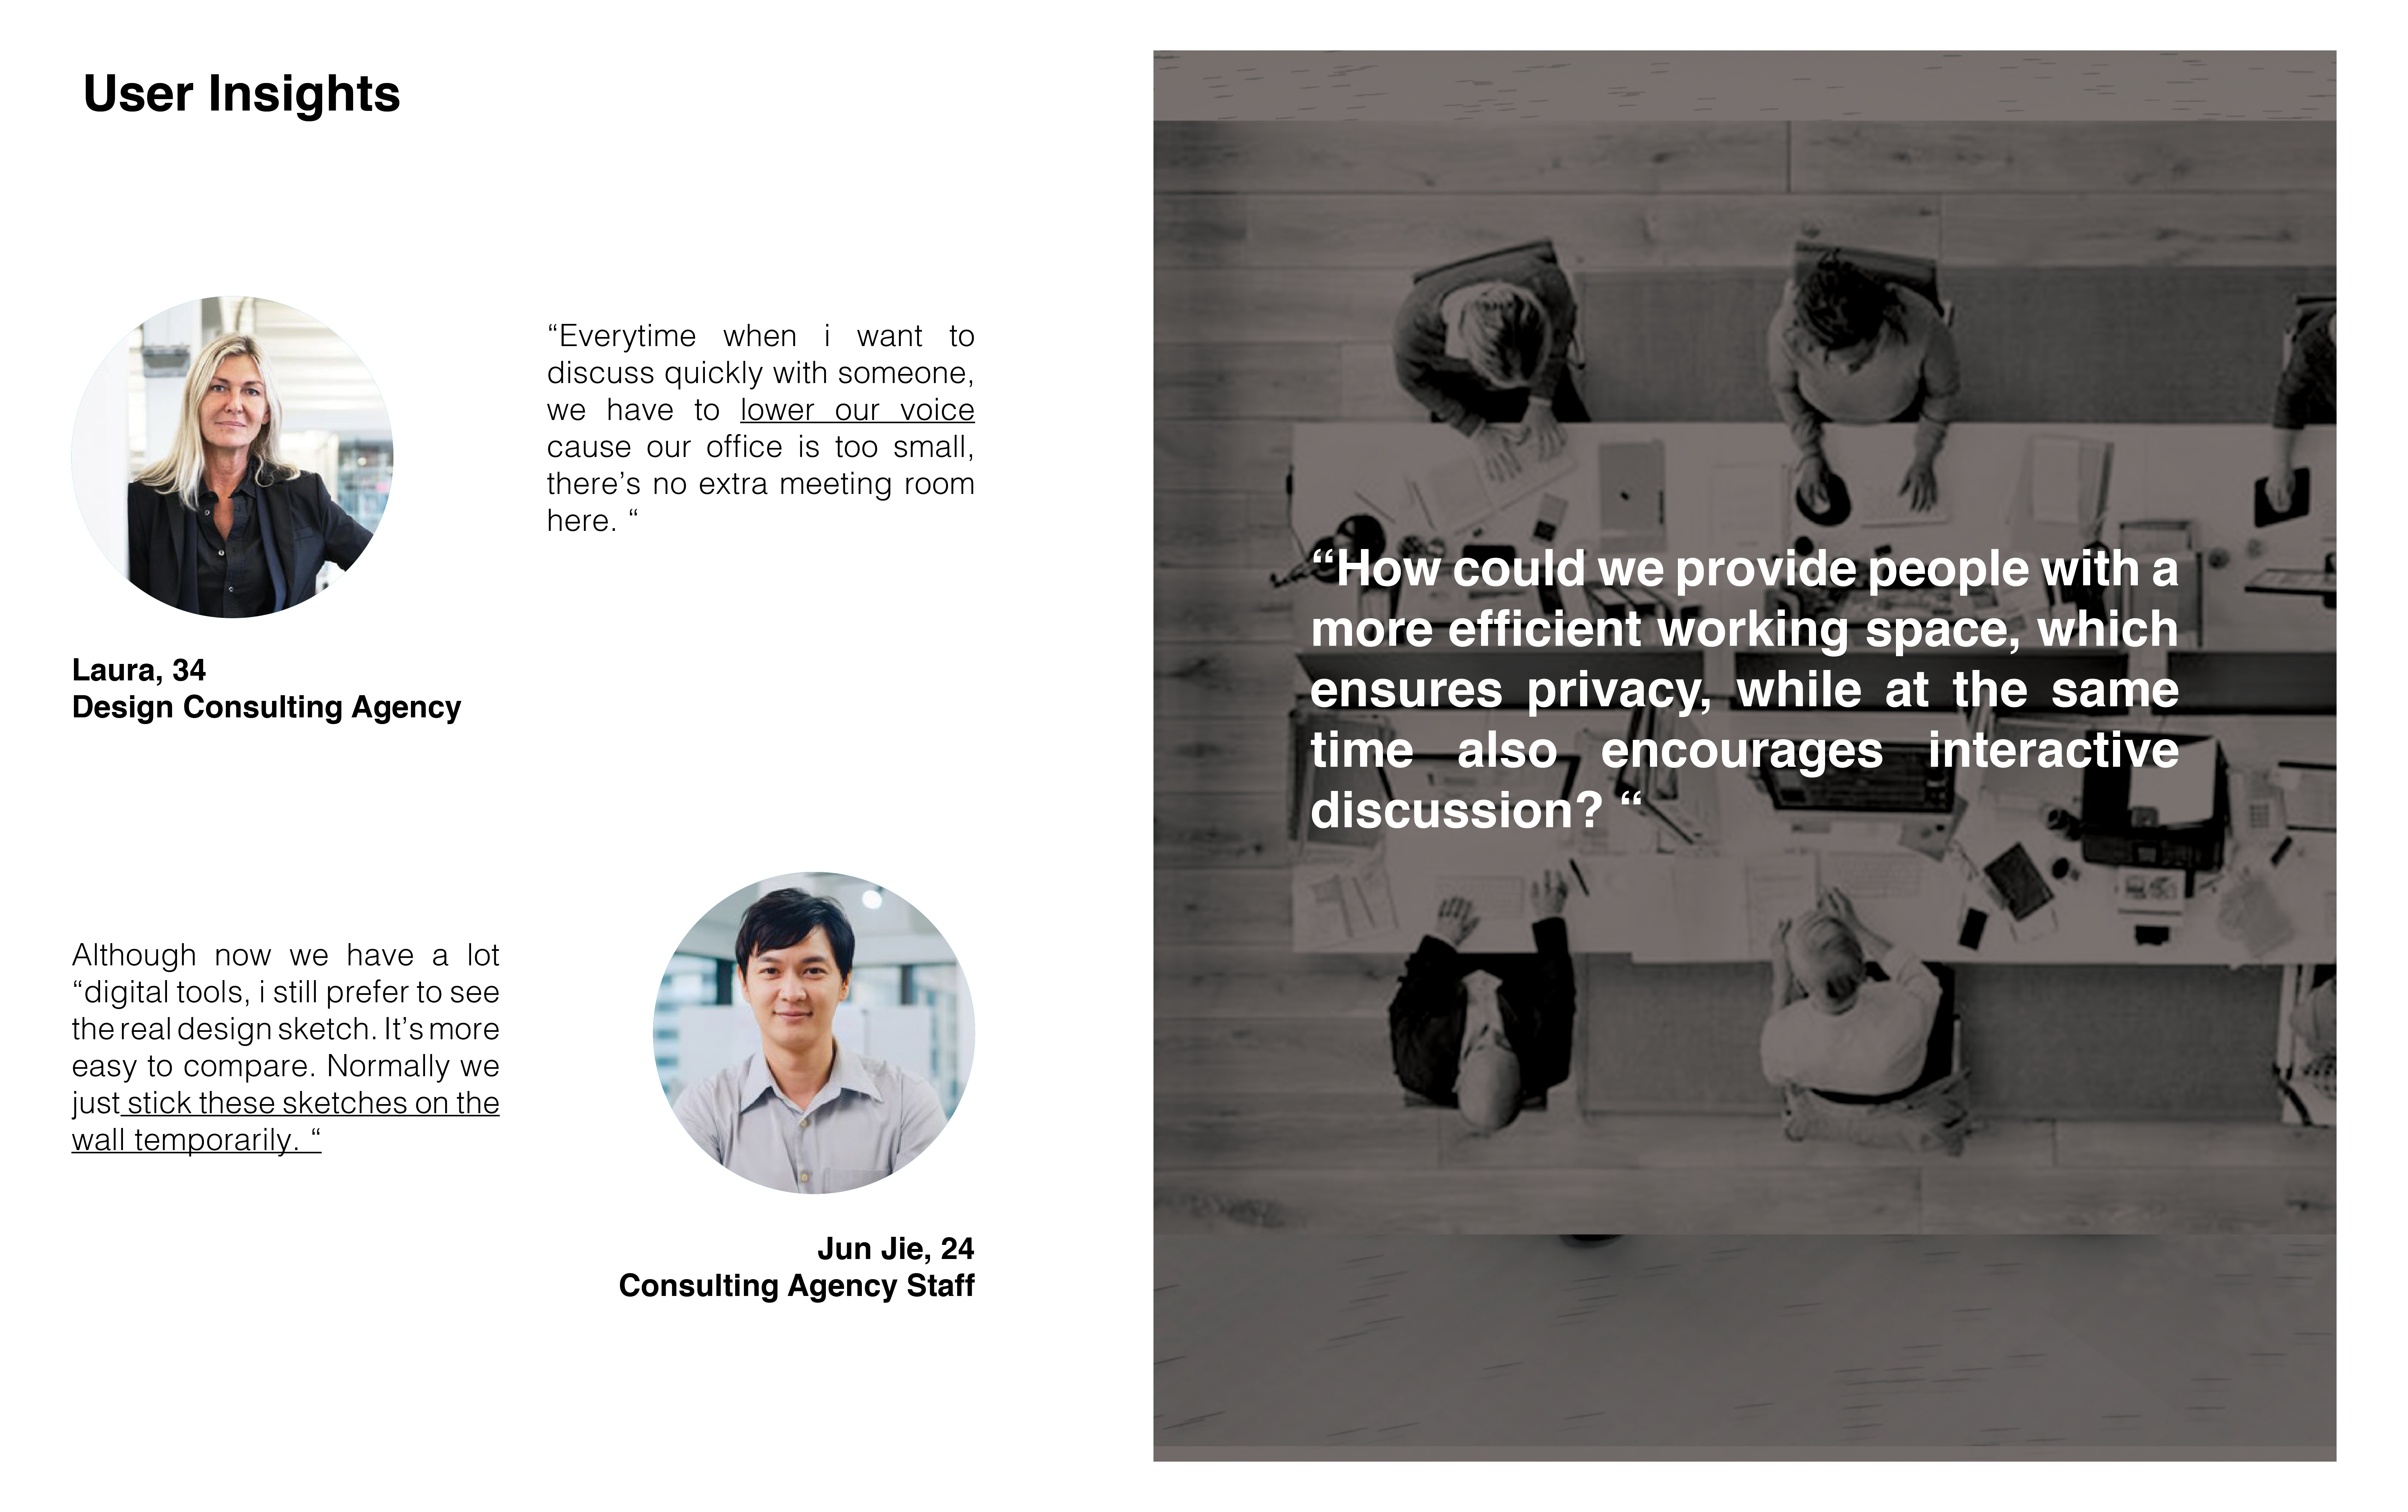 User Insights
“Everytime when i want to
discuss quickly with someone,
we have to lower our voice
cause our office is too small,
there’s no extra meeting room
here. “
Laura, 34
Design Consulting Agency
Although now we have a lot
“digital tools, i still prefer to see
the real design sketch. It’s more
easy to compare. Normally we
just stick these sketches on the
wall temporarily. “
Jun Jie, 24
Consulting Agency Staff
“How could we provide people with a
more efficient working space, which
ensures privacy, while at the same
time also encourages interactive
discussion? “